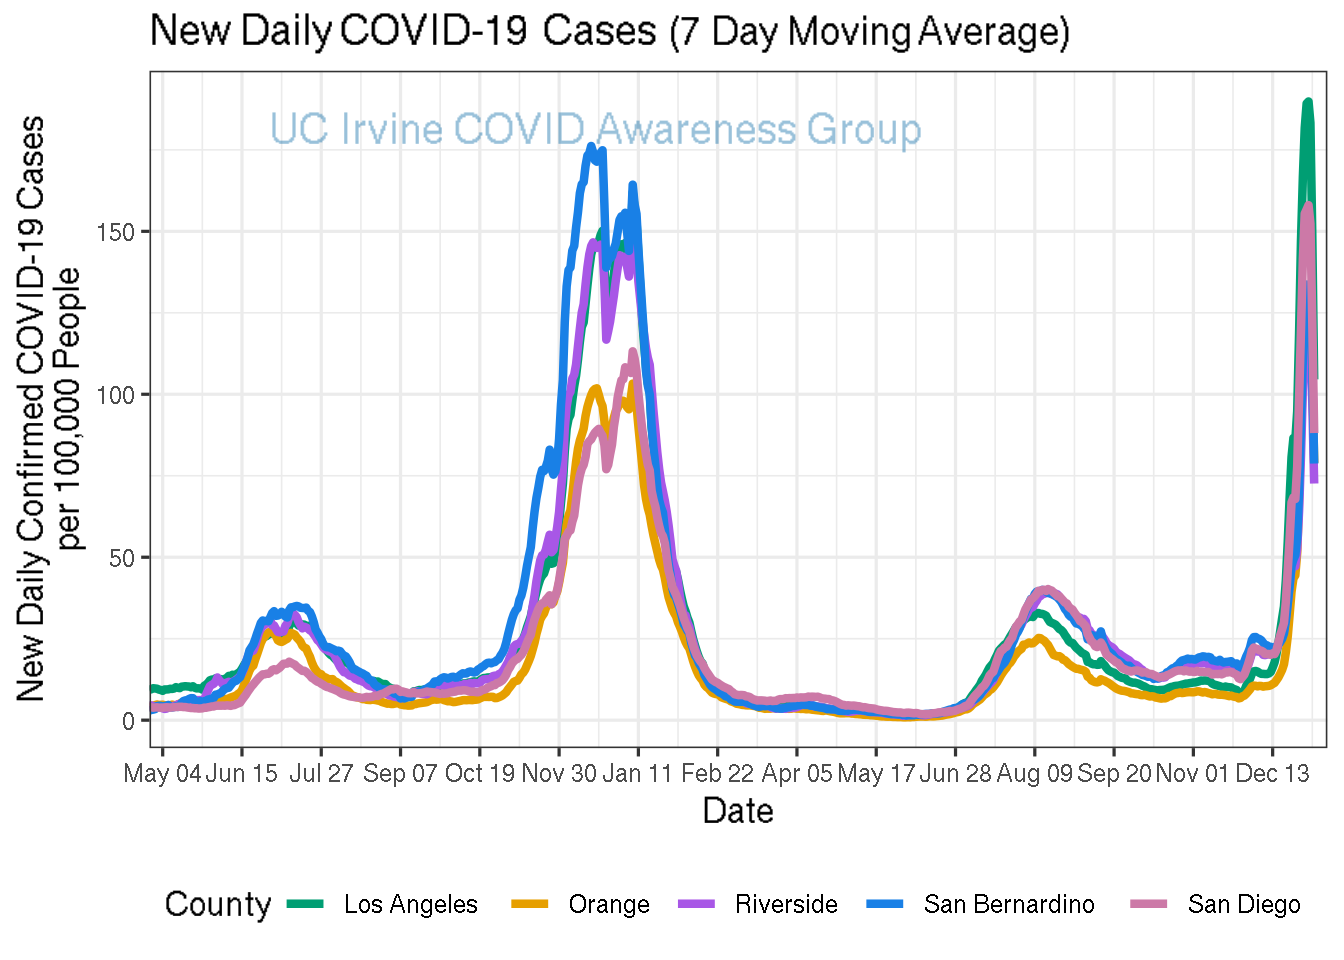 New Daily COVID-19 Cases (7 Day Moving Average)
UC Irvine COVID Awareness Group
New Daily Confirmed COVID-19 Cases
per 100,000 People
150
100
50
0
May 04 Jun 15 Jul 27 Sep 07 Oct 19 Nov 30 Jan 11 Feb 22 Apr 05 May 17 Jun 28 Aug 09 Sep 20 Nov 01 Dec 13
Date
County Los Angeles Orange Riverside San Bernardino San Diego